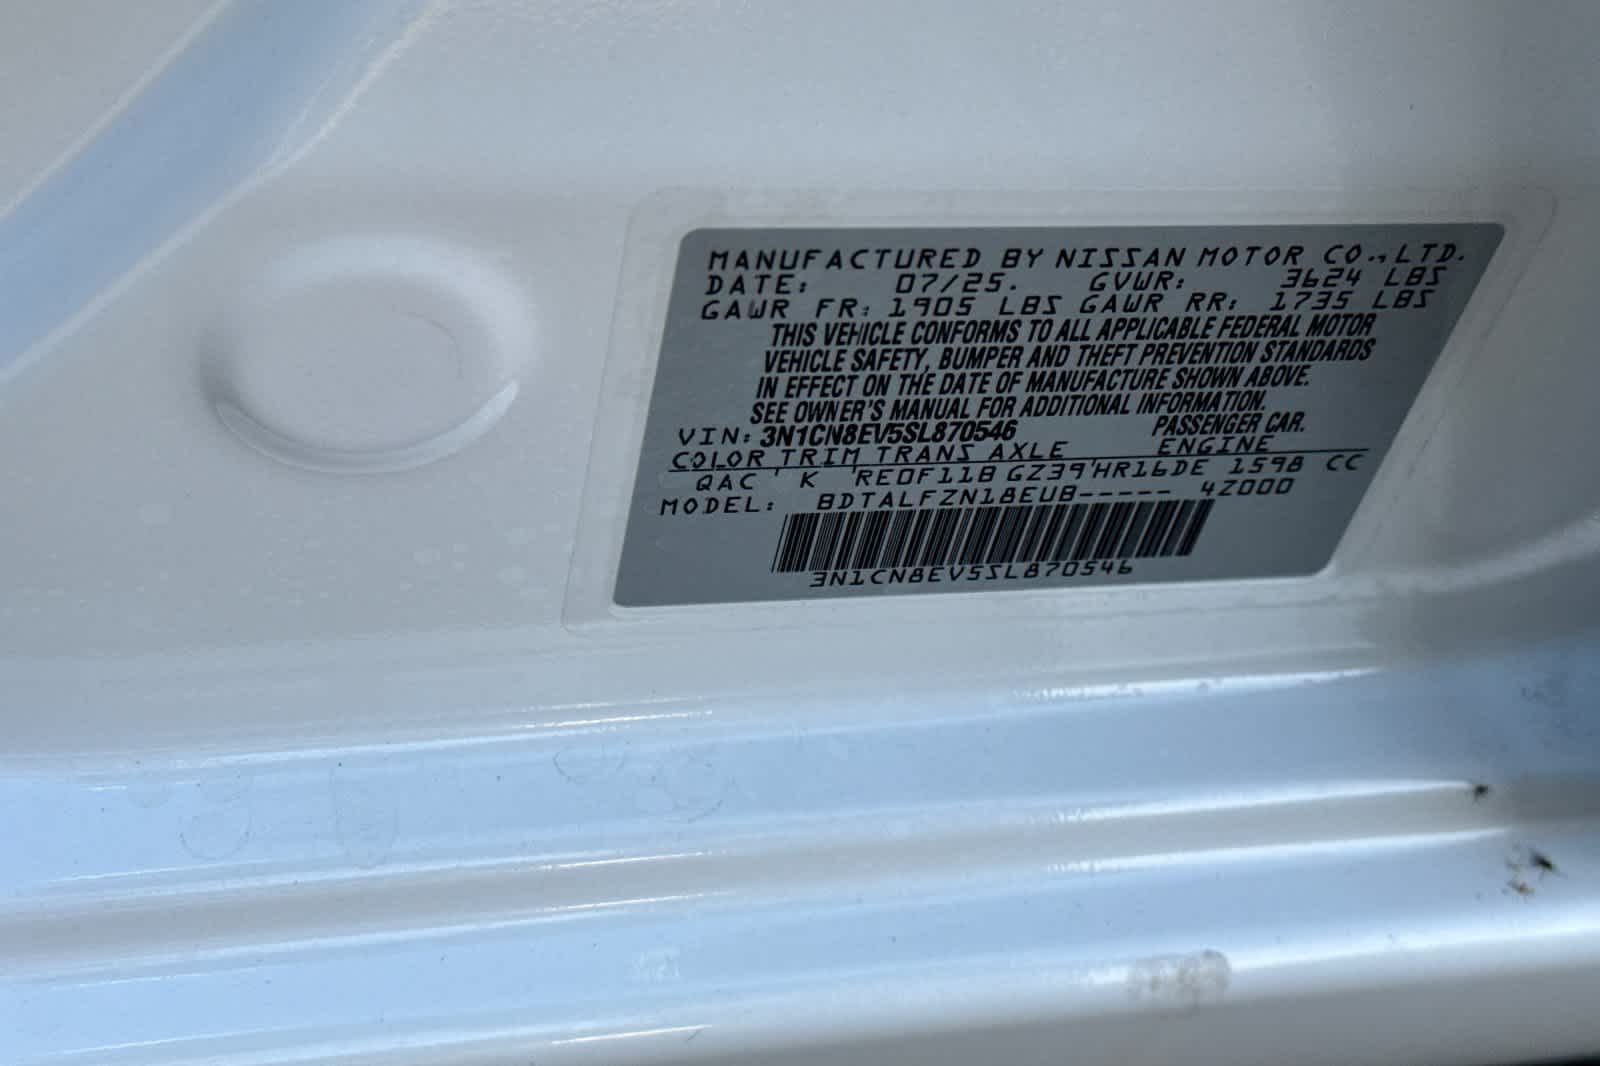 MANUFACTURED BY NISSAN MOTOR CO.,LTD.
DATE: 07/25. GVWR: 3624 LBS
GAWR FR: 1905 LBS GAWR RR: 1735 LBS
THIS VEHICLE CONFORMS TO ALL APPLICABLE FEDERAL MOTOR
VEHICLE SAFETY, BUMPER AND THEFT PREVENTION STANDARDS
IN EFFECT ON THE DATE OF MANUFACTURE SHOWN ABOVE.
SEE OWNER'S MANUAL FOR ADDITIONAL INFORMATION.
VIN: 3N1CN8EV5SL870546 PASSENGER CAR.
COLOR TRIM TRANS AXLE ENGINE
QAC ' K 'RE0F11B GZ39'HR16DE 1598 CC
MODEL: BDTALFZN18EUB----- 4Z000
3N1CN8EV5SL870546